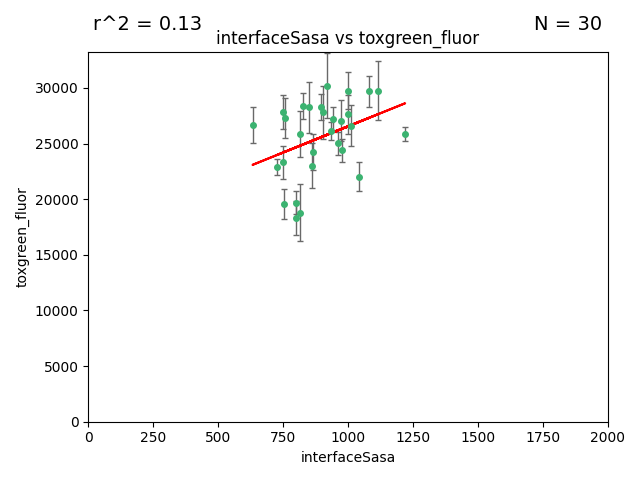 r^2 = 0.13
N = 30
interfaceSasa vs toxgreen_fluor
toxgreen_fluor
30000
25000
20000
15000
10000
5000
0
0 250 500 750 1000 1250 1500 1750 2000
interfaceSasa